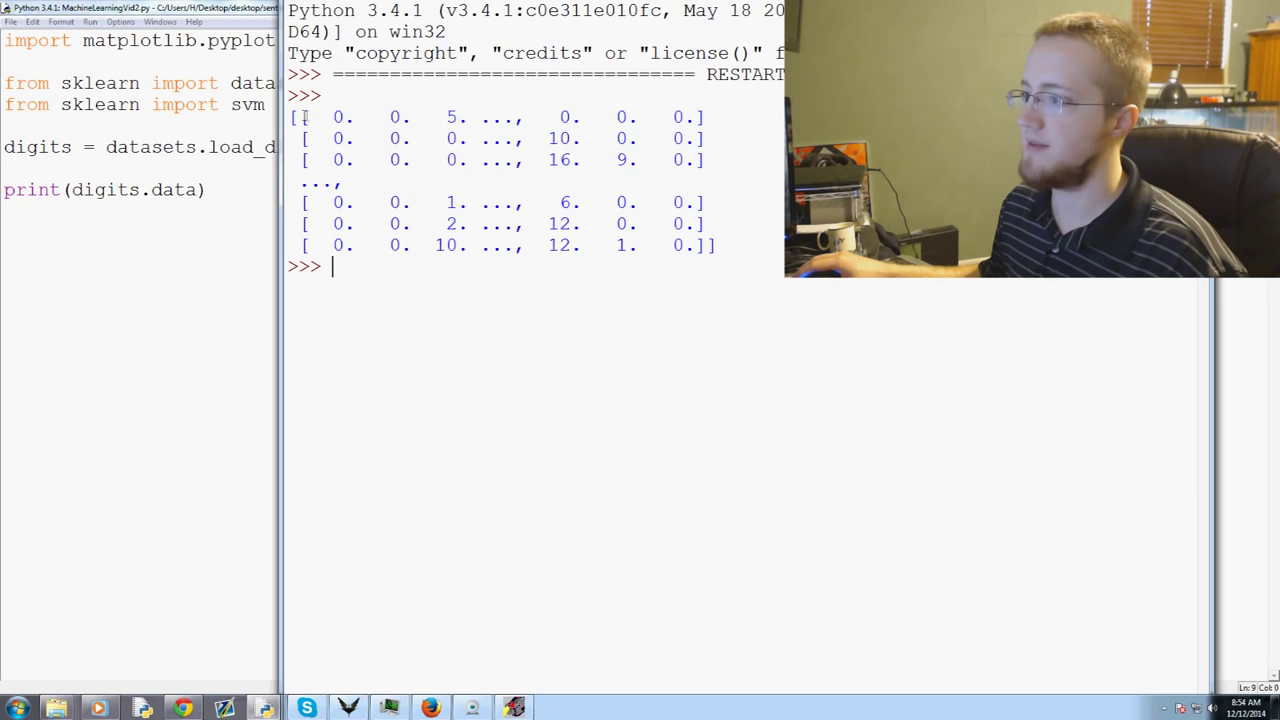 Python 3.4.1: MachineLearningVid2.py - C:/Users/H/Desktop/desktop/sent
File Edit Format Run Options Windows Help
import matplotlib.pyplot
from sklearn import data
from sklearn import svm
digits = datasets.load_d
print(digits.data)
Python 3.4.1 (v3.4.1:c0e311e010fc, May 18 20
D64)] on win32
Type "copyright", "credits" or "license()" f
>>> ================================ RESTART
>>>
[[ 0. 0. 5. ..., 0. 0. 0.]
[ 0. 0. 0. ..., 10. 0. 0.]
[ 0. 0. 0. ..., 16. 9. 0.]
...,
[ 0. 0. 1. ..., 6. 0. 0.]
[ 0. 0. 2. ..., 12. 0. 0.]
[ 0. 0. 10. ..., 12. 1. 0.]]
>>>
Ln: 9 Col: 0
8:54 AM
12/12/2014